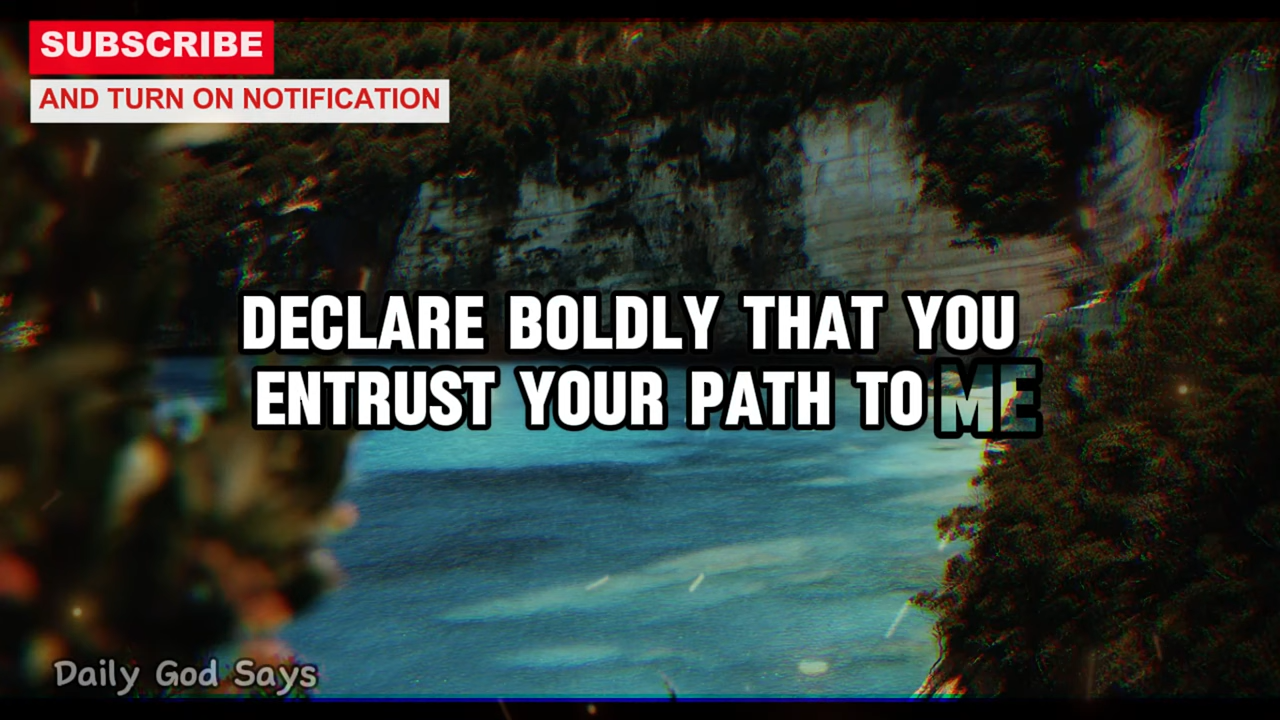 SUBSCRIBE
AND TURN ON NOTIFICATION
DECLARE BOLDLY THAT YOU
ENTRUST YOUR PATH TO ME
Daily God Says